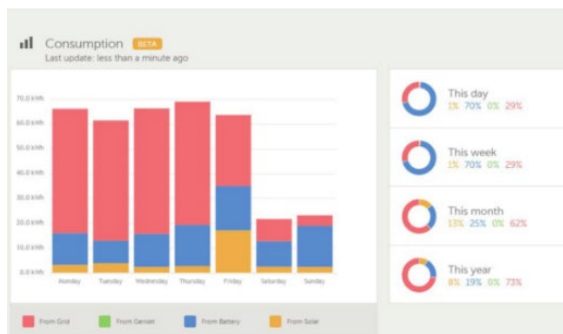 Consumption BETA
Last update: less than a minute ago
70.0 kWh
60.0 kWh
50.0 kWh
40.0 kWh
30.0 kWh
20.0 kWh
10.0 kWh
0.0 kWh
Monday Tuesday Wednesday Thursday Friday Saturday Sunday
From Grid From Genset From Battery From Solar
This day
1% 70% 0% 29%
This week
1% 70% 0% 29%
This month
13% 25% 0% 62%
This year
8% 19% 0% 73%